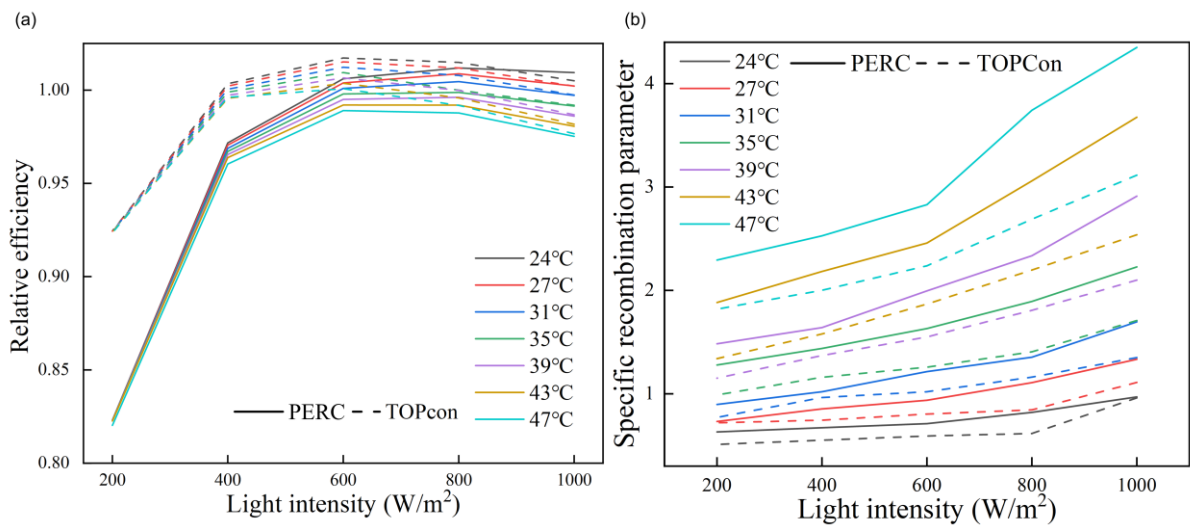 (a)
Relative efficiency
1.00
0.95
0.90
0.85
0.80
24℃
27℃
31℃
35℃
39℃
43℃
47℃
PERC TOPcon
200 400 600 800 1000
Light intensity (W/m²)
(b)
Specific recombination parameter
4
3
2
1
24℃ PERC TOPCon
27℃
31℃
35℃
39℃
43℃
47℃
200 400 600 800 1000
Light intensity (W/m²)